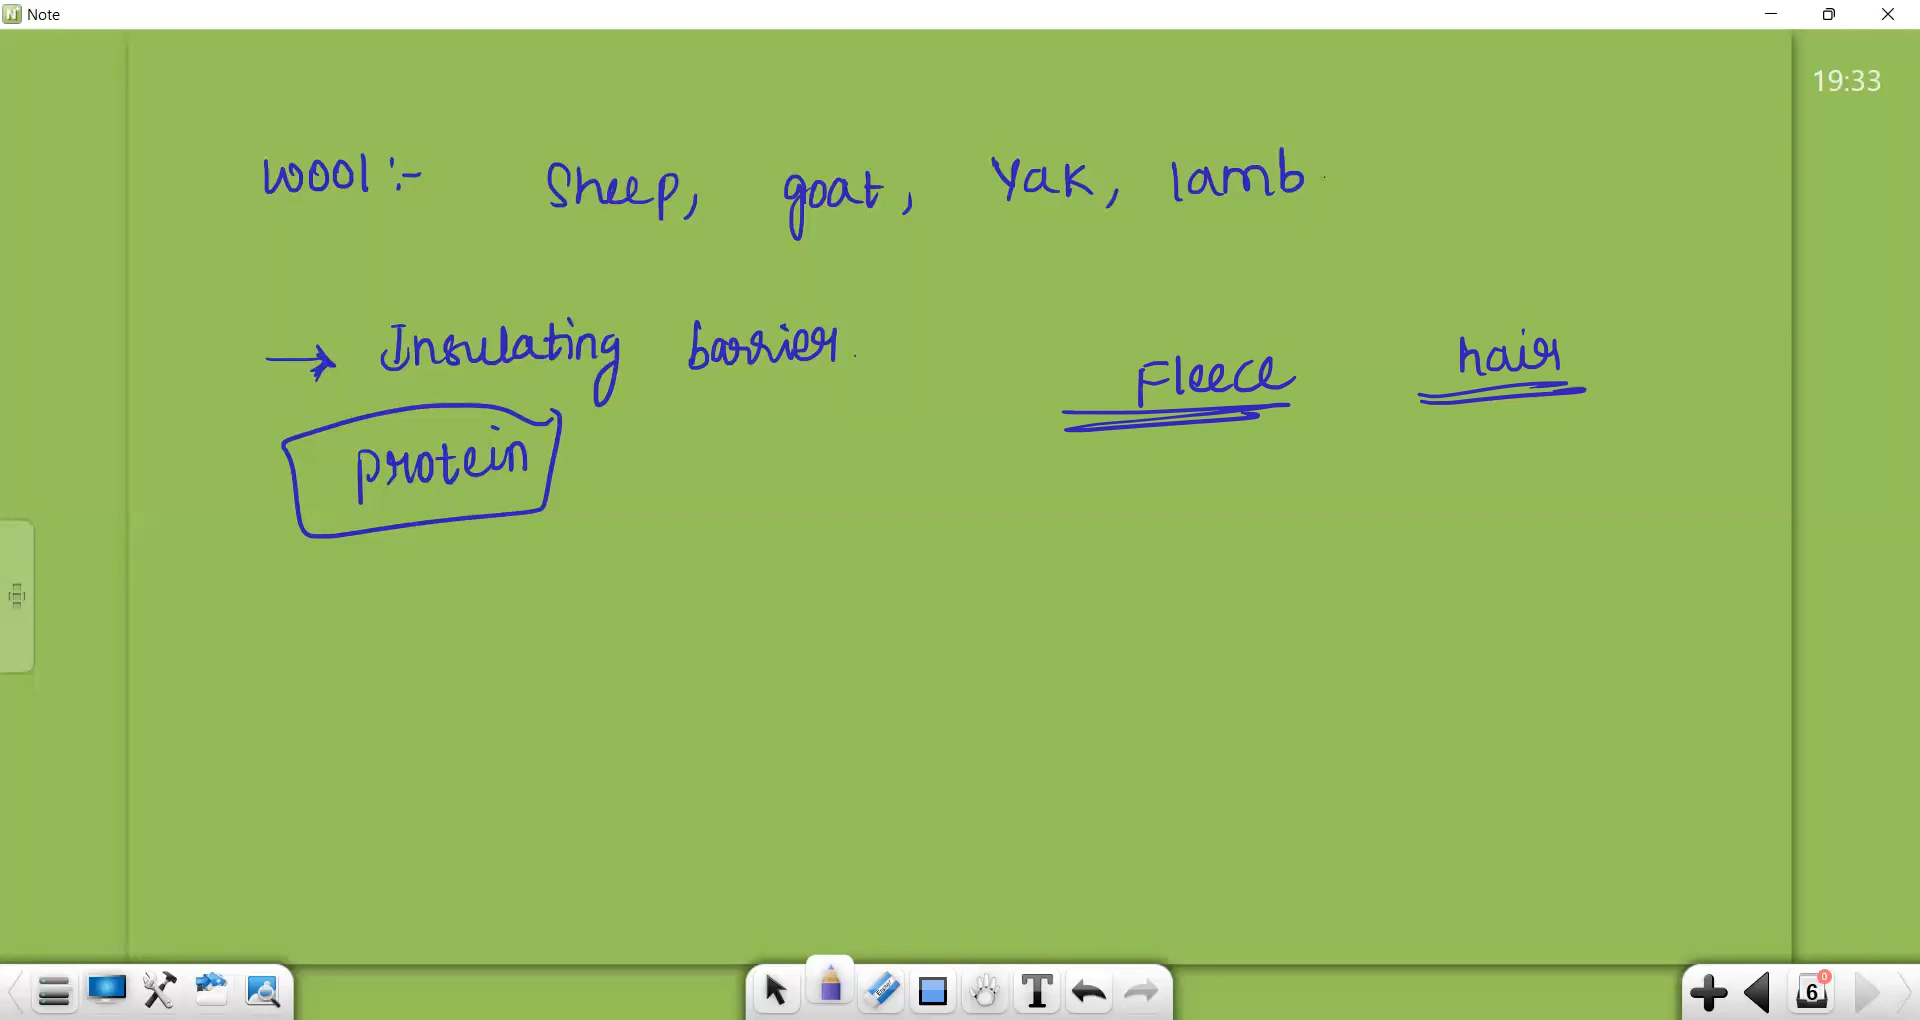 Note
19:33
Wool :- Sheep, goat, Yak, lamb
→ Insulating barrier
Fleece hair
protein
T
0
6